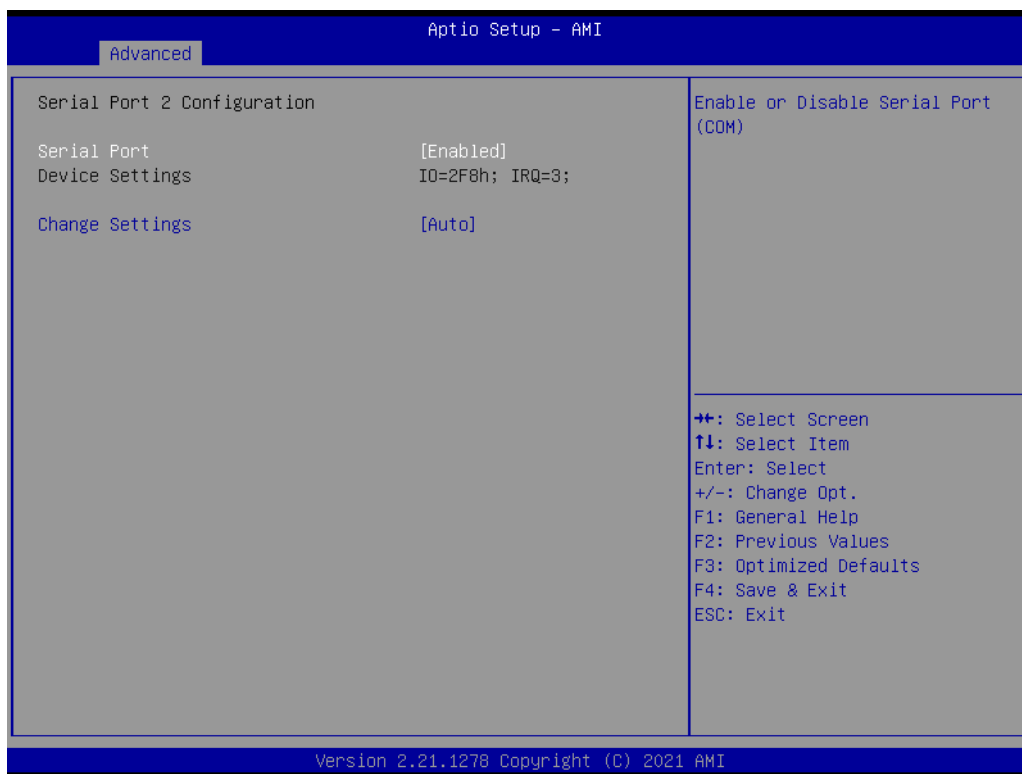 Aptio Setup – AMI
Advanced
Serial Port 2 Configuration
Serial Port [Enabled]
Device Settings IO=2F8h; IRQ=3;
Change Settings [Auto]
Enable or Disable Serial Port
(COM)
→←: Select Screen
↑↓: Select Item
Enter: Select
+/-: Change Opt.
F1: General Help
F2: Previous Values
F3: Optimized Defaults
F4: Save & Exit
ESC: Exit
Version 2.21.1278 Copyright (C) 2021 AMI